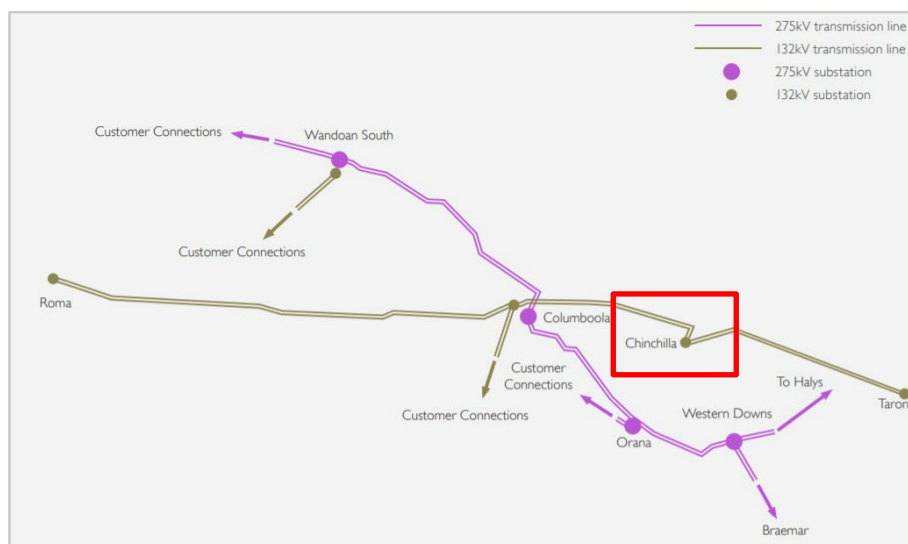 275kV transmission line
132kV transmission line
275kV substation
132kV substation
Customer Connections
Wandoan South
Customer Connections
Roma
Columboola
Chinchilla
Customer
Connections
To Halys
Customer Connections
Western Downs
Taron
Orana
Braemar